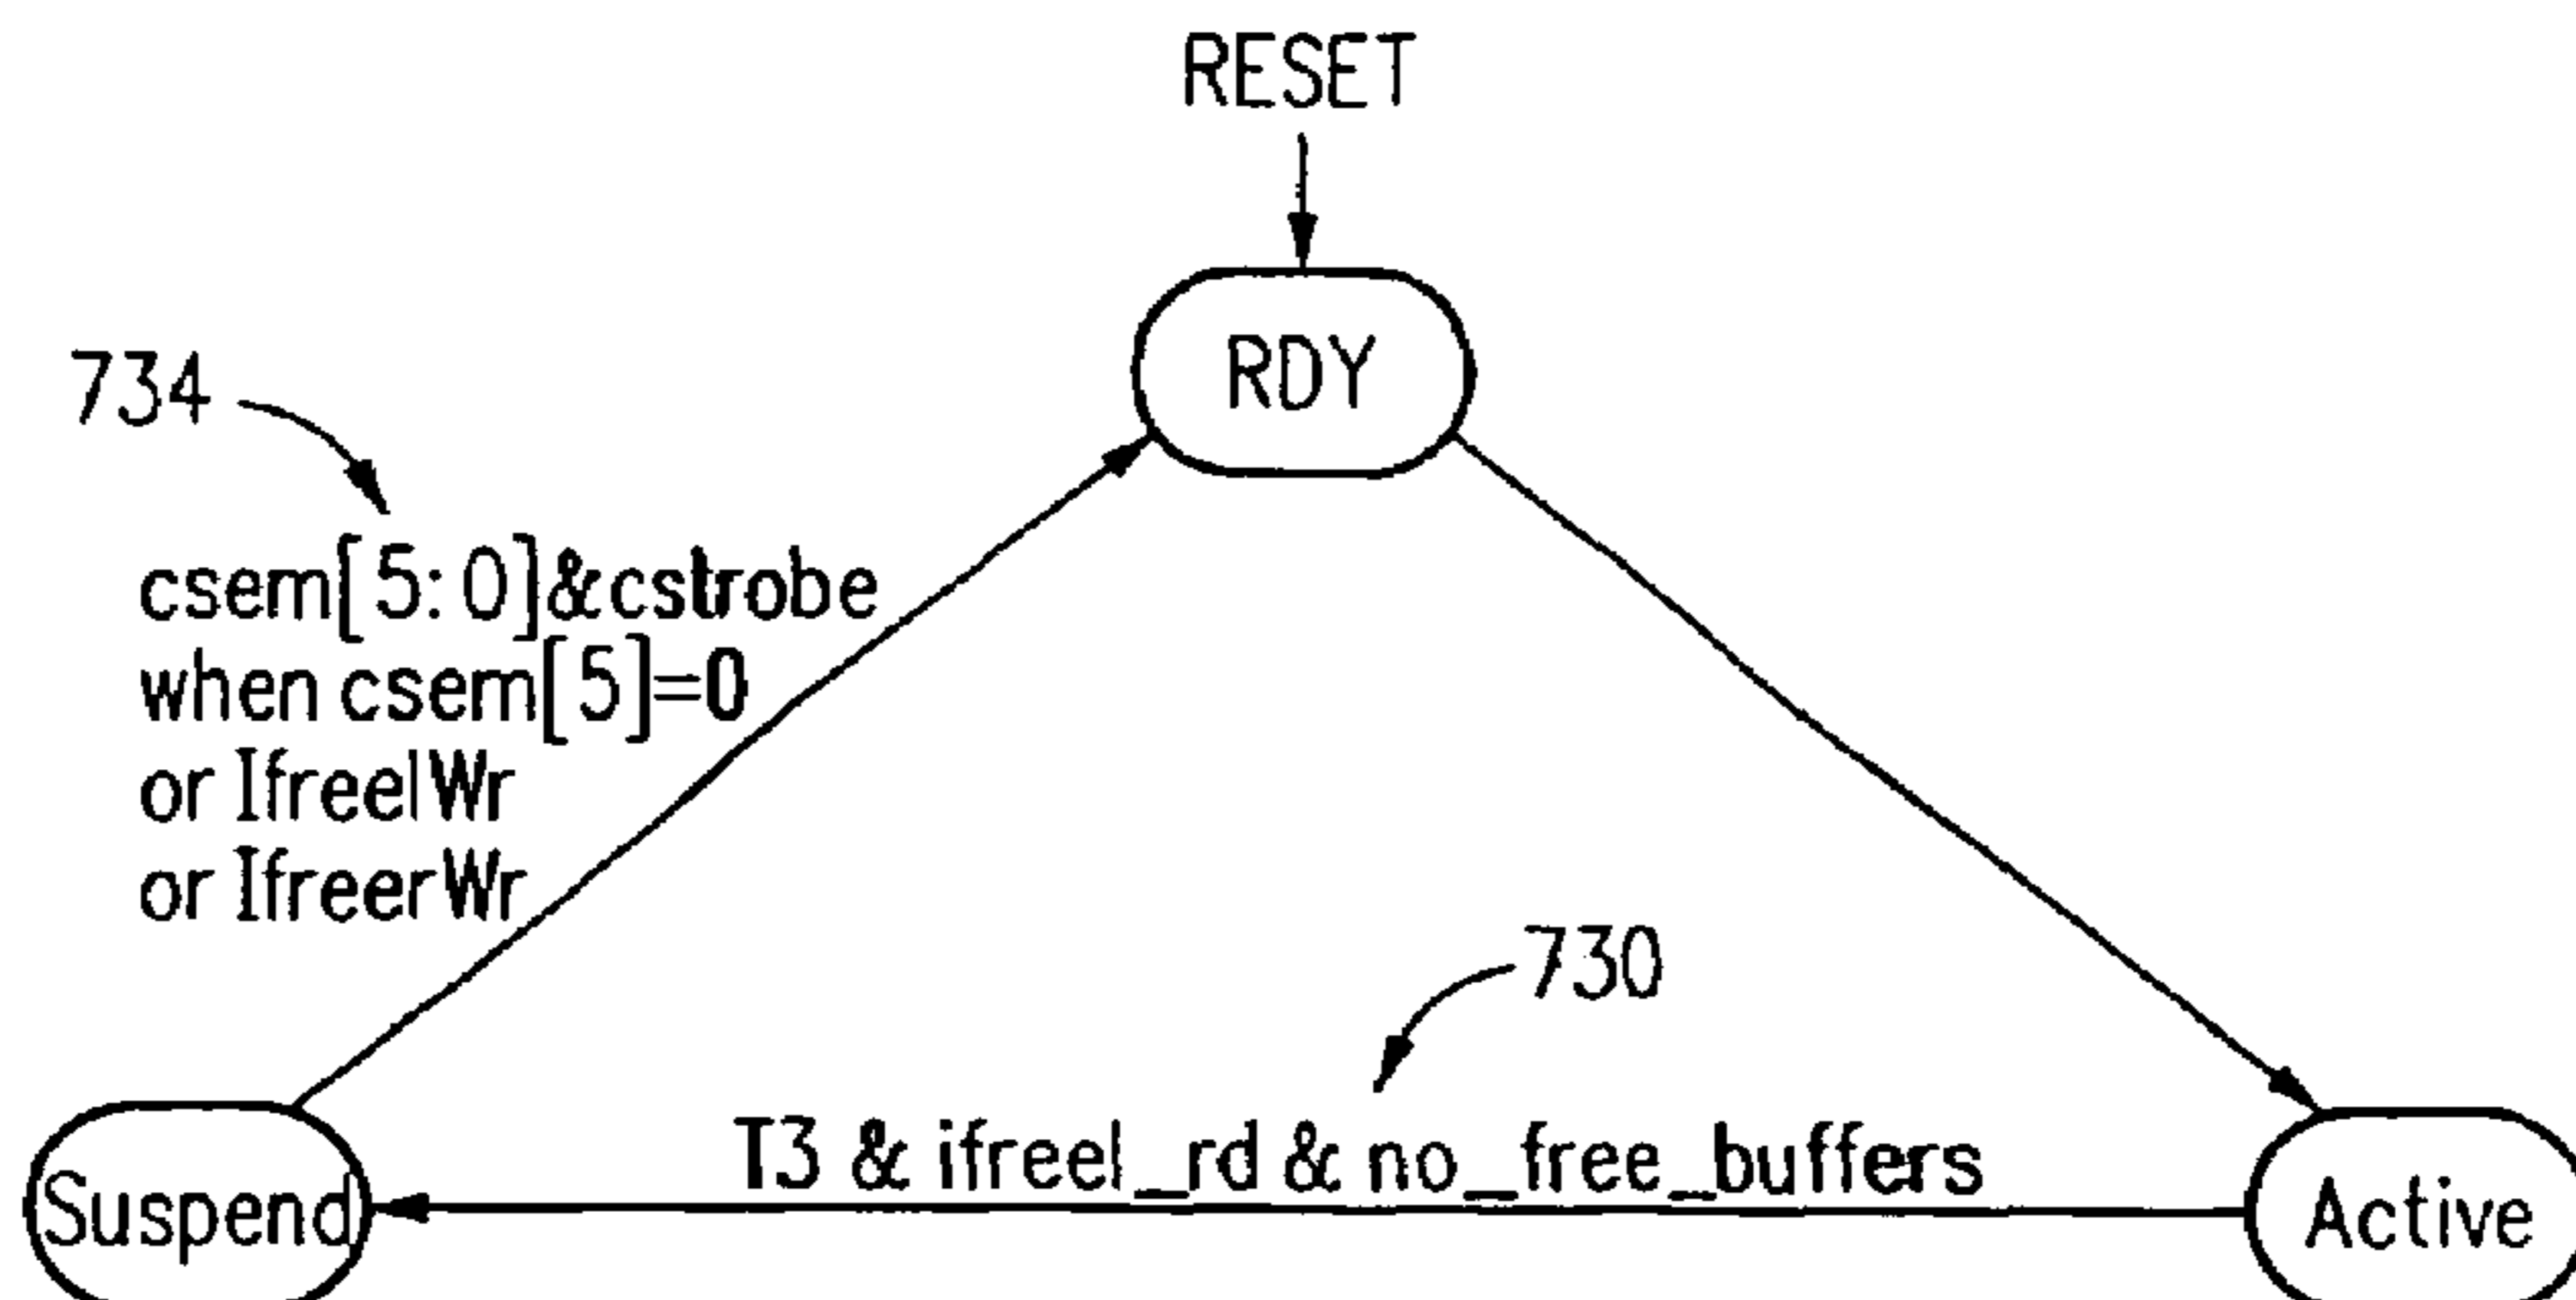 RESET
RDY
734
csem[5:0]&cstrobe
when csem[5]=0
or IfreelWr
or IfreerWr
730
T3 & ifreel_rd & no_free_buffers
Suspend
Active